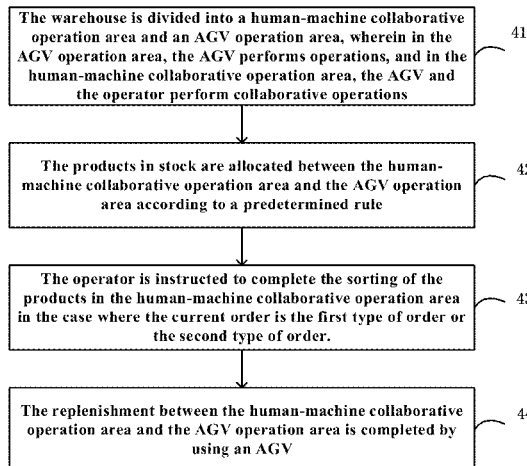 The warehouse is divided into a human-machine collaborative
operation area and an AGV operation area, wherein in the
AGV operation area, the AGV performs operations, and in the
human-machine collaborative operation area, the AGV and
the operator perform collaborative operations
41
The products in stock are allocated between the human-
machine collaborative operation area and the AGV operation
area according to a predetermined rule
42
The operator is instructed to complete the sorting of the
products in the human-machine collaborative operation area
in the case where the current order is the first type of order or
the second type of order.
43
The replenishment between the human-machine collaborative
operation area and the AGV operation area is completed by
using an AGV
44